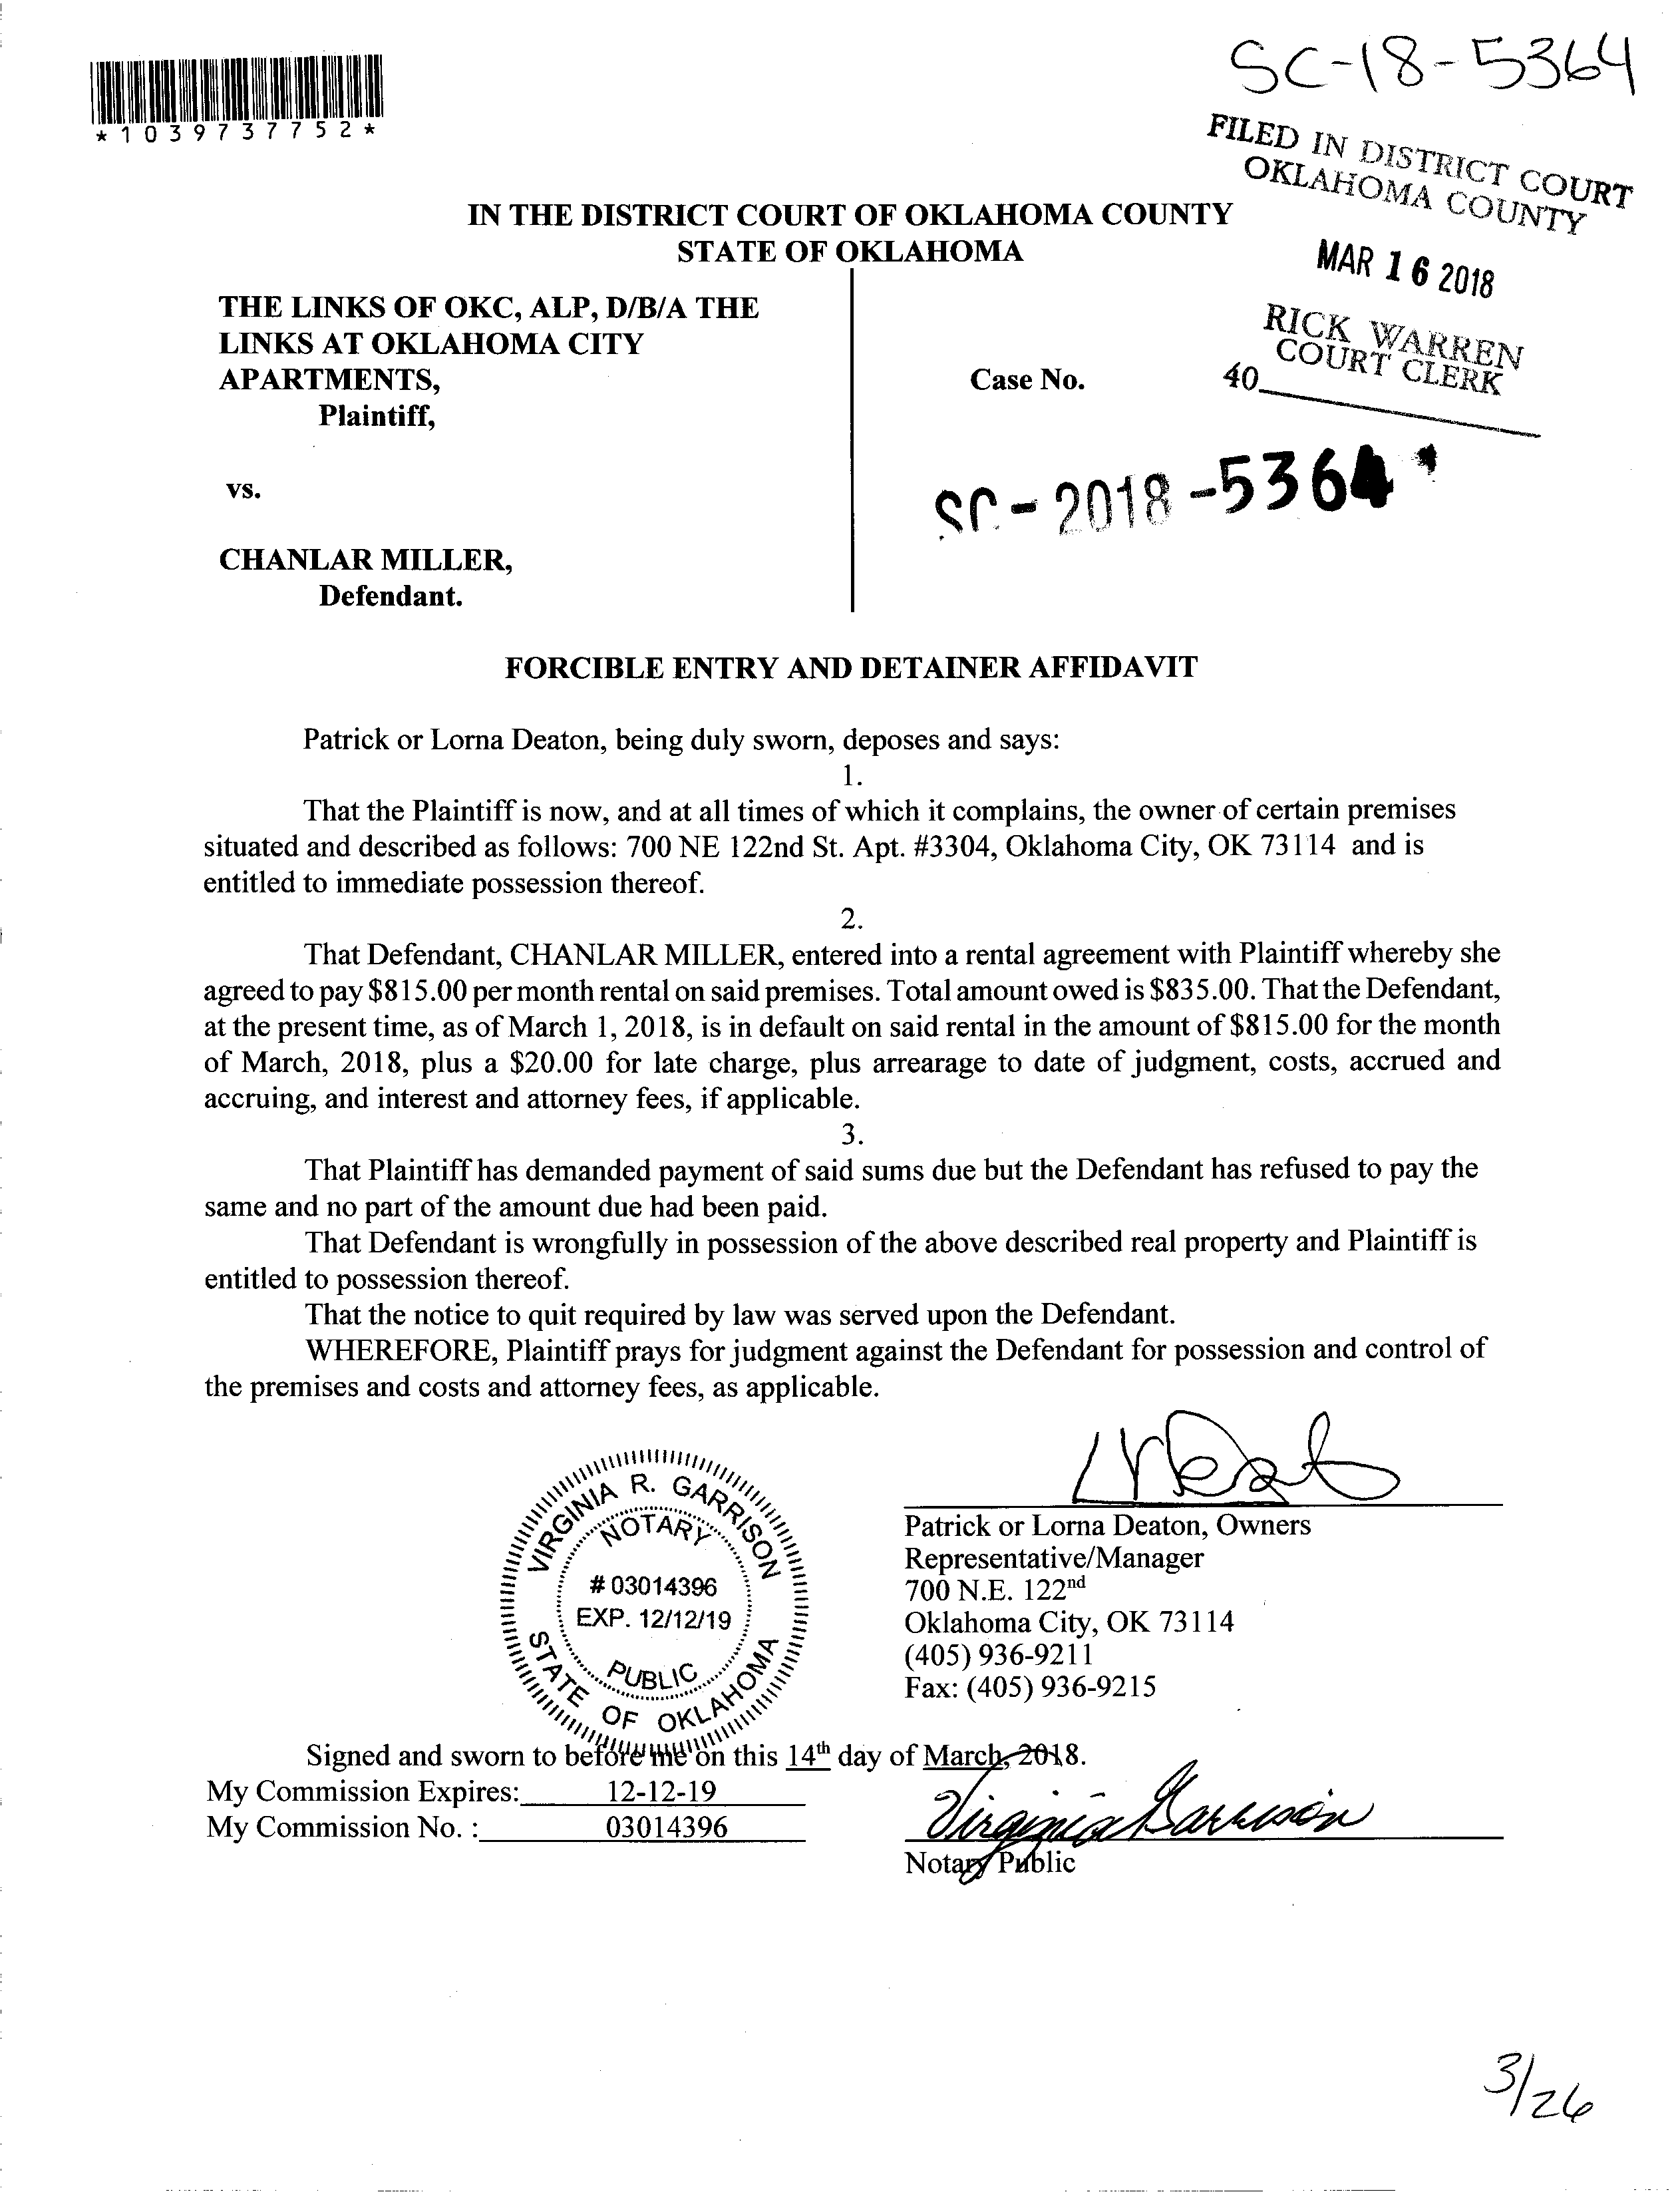 SC-18-5364
*1039737752*
FILED IN DISTRICT COURT
OKLAHOMA COUNTY
MAR 16 2018
RICK WARREN
COURT CLERK
40
IN THE DISTRICT COURT OF OKLAHOMA COUNTY
STATE OF OKLAHOMA
THE LINKS OF OKC, ALP, D/B/A THE
LINKS AT OKLAHOMA CITY
APARTMENTS,
Plaintiff,
vs.
CHANLAR MILLER,
Defendant.
Case No.
SC-2018-5364
FORCIBLE ENTRY AND DETAINER AFFIDAVIT
Patrick or Lorna Deaton, being duly sworn, deposes and says:
1.
That the Plaintiff is now, and at all times of which it complains, the owner of certain premises
situated and described as follows: 700 NE 122nd St. Apt. #3304, Oklahoma City, OK 73114 and is
entitled to immediate possession thereof.
2.
That Defendant, CHANLAR MILLER, entered into a rental agreement with Plaintiff whereby she
agreed to pay $815.00 per month rental on said premises. Total amount owed is $835.00. That the Defendant,
at the present time, as of March 1, 2018, is in default on said rental in the amount of $815.00 for the month
of March, 2018, plus a $20.00 for late charge, plus arrearage to date of judgment, costs, accrued and
accruing, and interest and attorney fees, if applicable.
3.
That Plaintiff has demanded payment of said sums due but the Defendant has refused to pay the
same and no part of the amount due had been paid.
That Defendant is wrongfully in possession of the above described real property and Plaintiff is
entitled to possession thereof.
That the notice to quit required by law was served upon the Defendant.
WHEREFORE, Plaintiff prays for judgment against the Defendant for possession and control of
the premises and costs and attorney fees, as applicable.
VIRGINIA R. GARRISON
NOTARY
# 03014396
EXP. 12/12/19
PUBLIC
STATE OF OKLAHOMA
Patrick or Lorna Deaton, Owners
Representative/Manager
700 N.E. 122nd
Oklahoma City, OK 73114
(405) 936-9211
Fax: (405) 936-9215
Signed and sworn to before me on this 14th day of March, 2018.
My Commission Expires: 12-12-19
My Commission No. : 03014396
Virginia Garrison
Notary Public
3/26